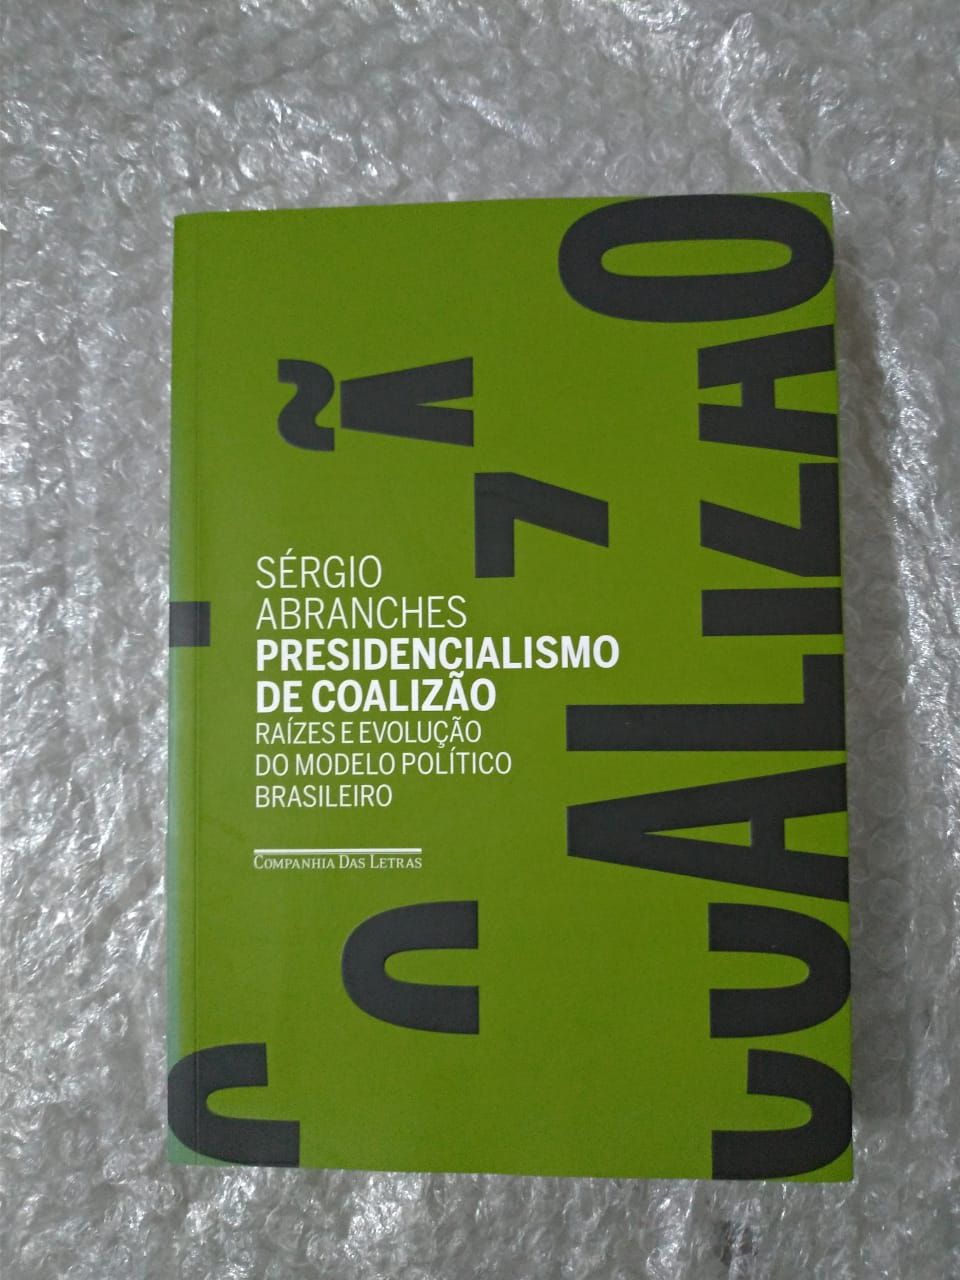 SÉRGIO
ABRANCHES
PRESIDENCIALISMO
DE COALIZÃO
RAÍZES E EVOLUÇÃO
DO MODELO POLÍTICO
BRASILEIRO
COMPANHIA DAS LETRAS
COALIZÃO